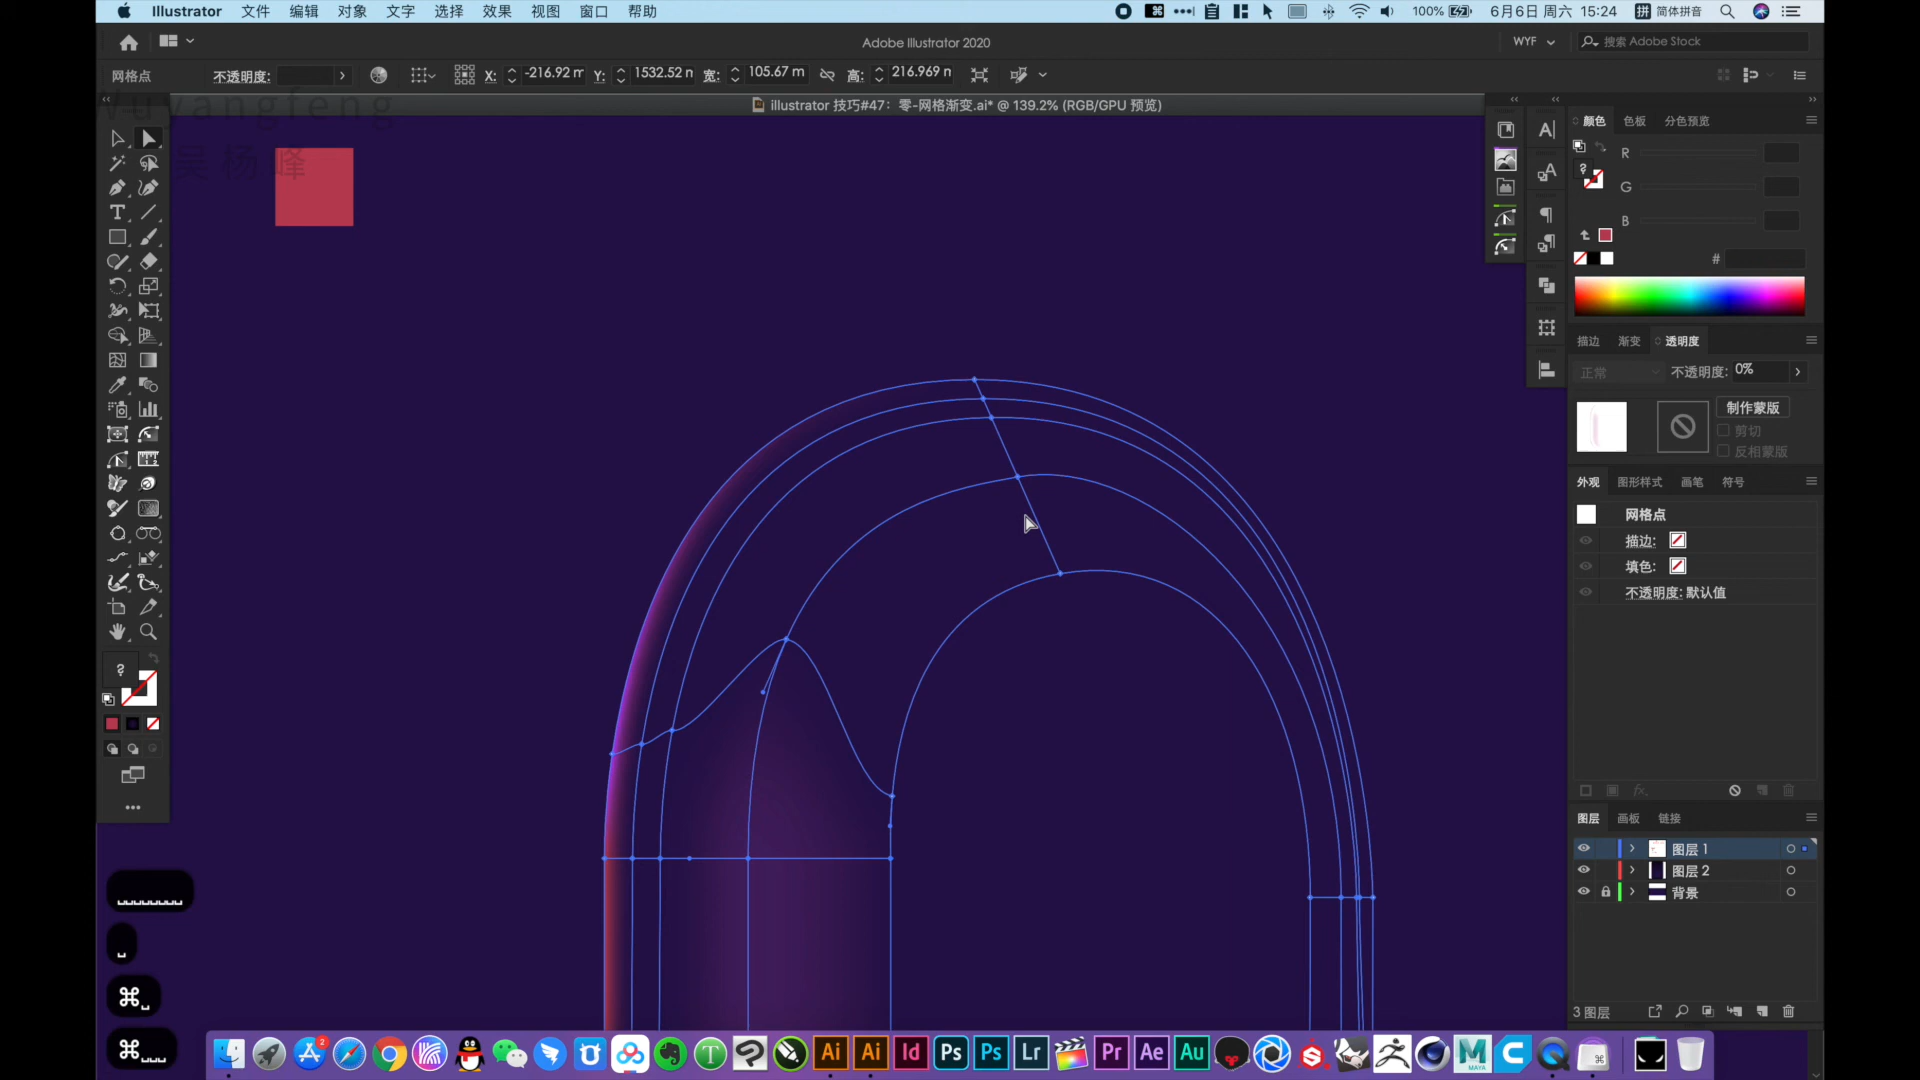 Illustrator 文件 编辑 对象 文字 选择 效果 视图 窗口 帮助
100% 6月6日 周六 15:24 拼 简体拼音
Adobe Illustrator 2020
WYF
搜索 Adobe Stock
网格点 不透明度: X: -216.92 m Y: 1532.52 n 宽: 105.67 m 高: 216.969 n
Wuyangfeng
吴杨峰
illustrator 技巧#47：零-网格渐变.ai* @ 139.2% (RGB/GPU 预览)
颜色 色板 分色预览
R
G
B
#
描边 渐变 透明度
正常 不透明度: 0%
制作蒙版
剪切
反相蒙版
外观 图形样式 画笔 符号
网格点
描边:
填色:
不透明度: 默认值
fx
图层 画板 链接
图层 1
图层 2
背景
3 图层
2
Ai Ai Id Ps Ps Lr Pr Ae Au
MAYA